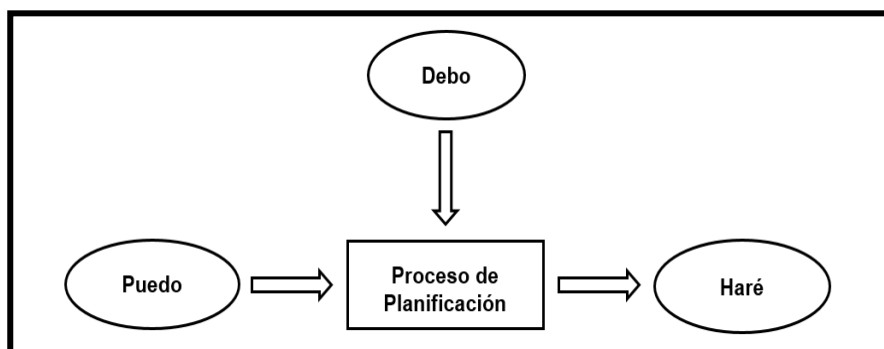 Debo
Puedo
Proceso de
Planificación
Haré